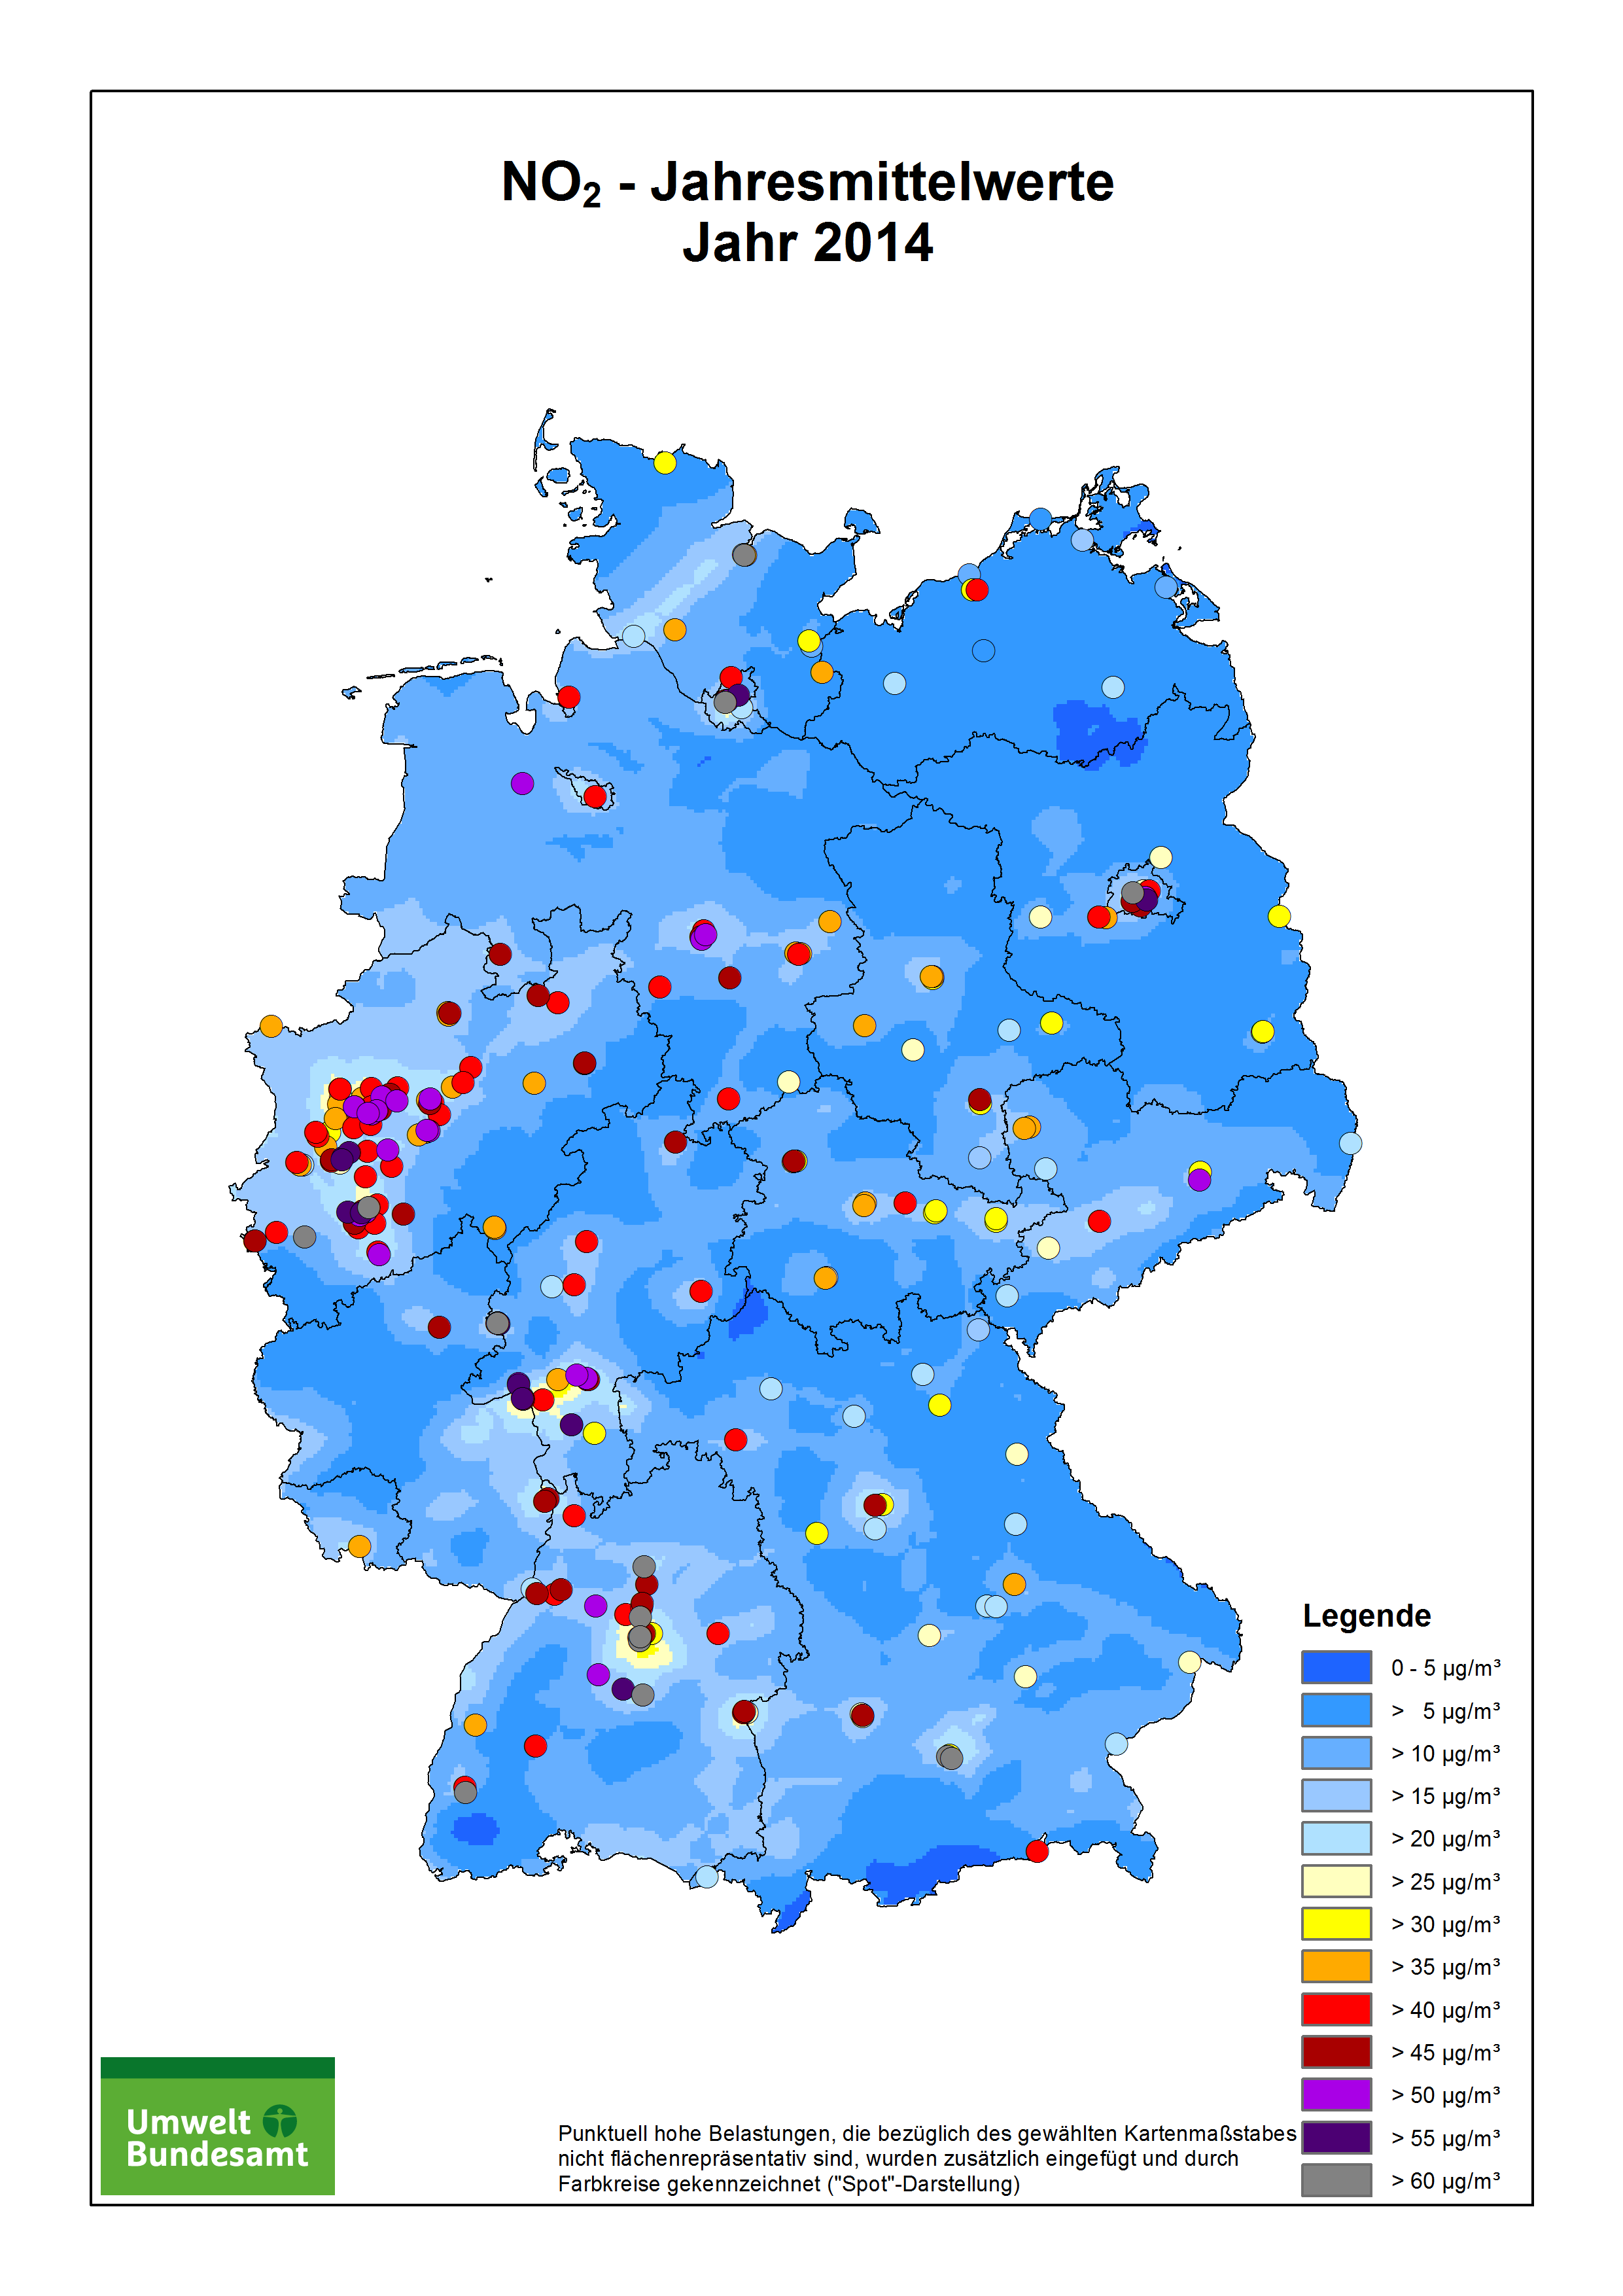 NO₂ - Jahresmittelwerte
Jahr 2014
Legende
0 - 5 µg/m³
> 5 µg/m³
> 10 µg/m³
> 15 µg/m³
> 20 µg/m³
> 25 µg/m³
> 30 µg/m³
> 35 µg/m³
> 40 µg/m³
> 45 µg/m³
> 50 µg/m³
> 55 µg/m³
> 60 µg/m³
Umwelt
Bundesamt
Punktuell hohe Belastungen, die bezüglich des gewählten Kartenmaßstabes
nicht flächenrepräsentativ sind, wurden zusätzlich eingefügt und durch
Farbkreise gekennzeichnet ("Spot"-Darstellung)